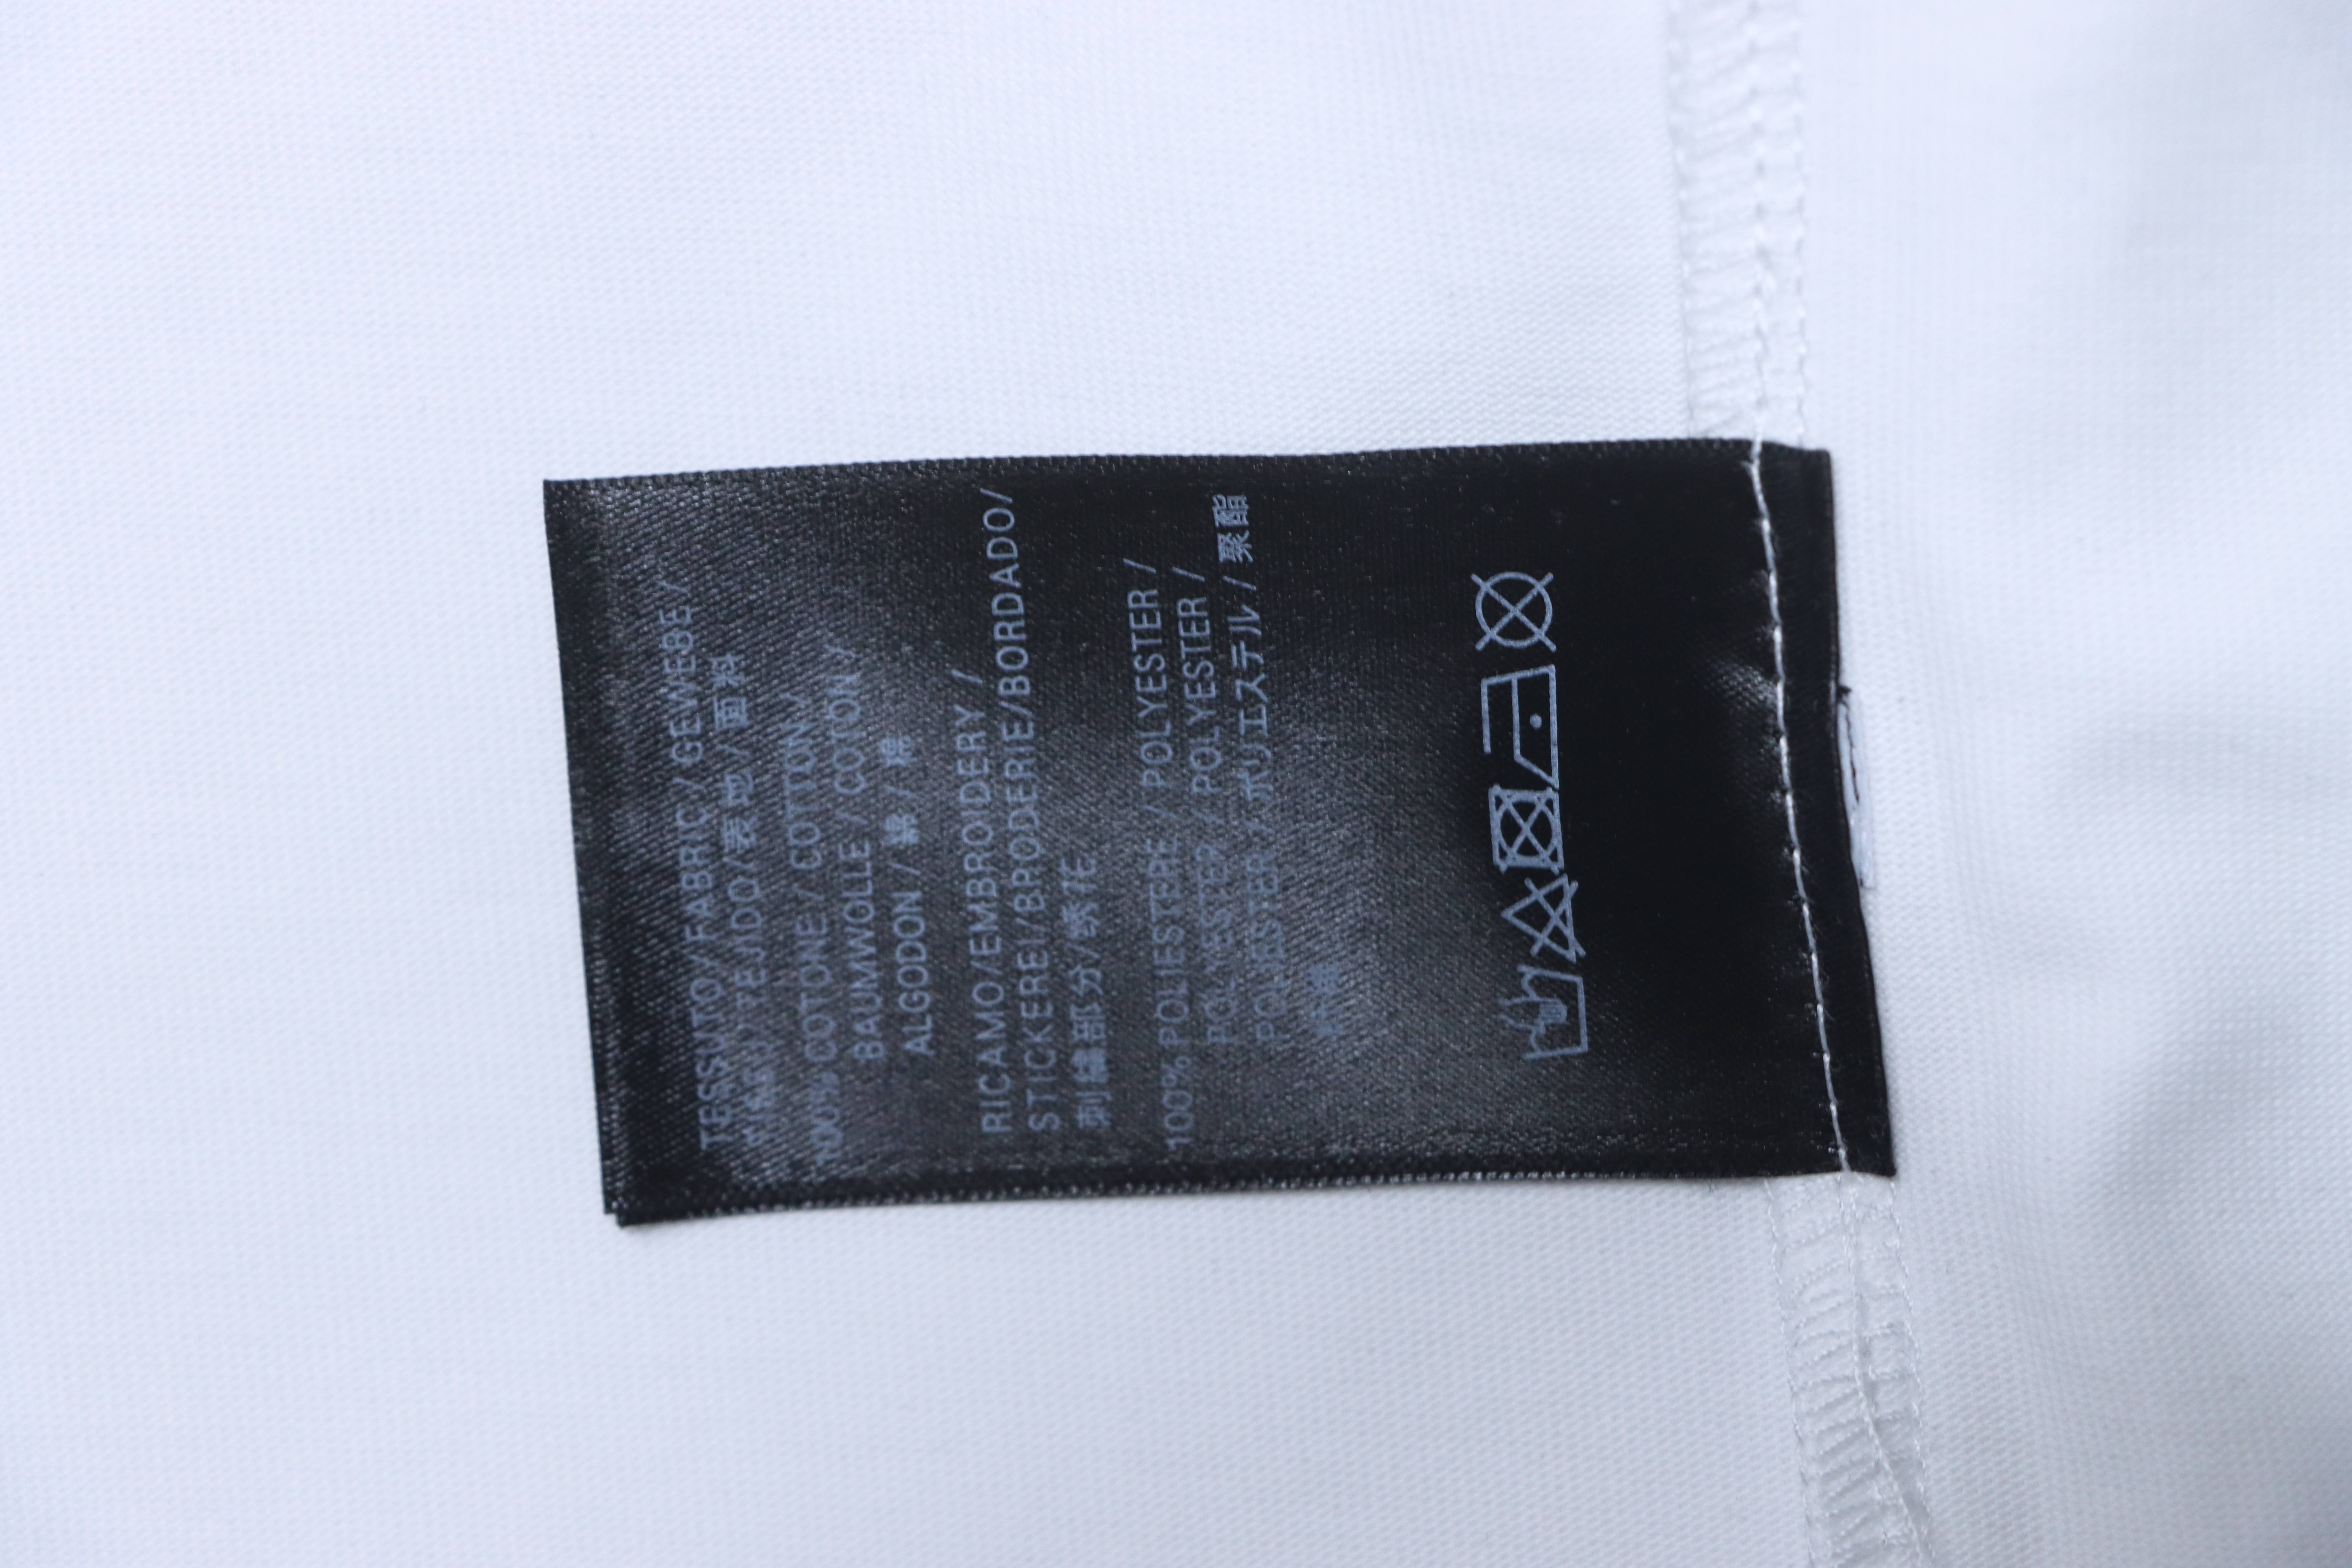 TESSUTO/FABRIC/GEWEBE/
TEJIDO/表地/面料
100% COTONE/COTTON/
BAUMWOLLE/COTON/
ALGODON/綿/棉
RICAMO/EMBROIDERY/
STICKEREI/BRODERIE/BORDADO/
刺繍部分/绣花
100% POLIESTERE/POLYESTER/
POLYESTER/POLYESTER/
POLIESTER/ポリエステル/聚酯
纤维